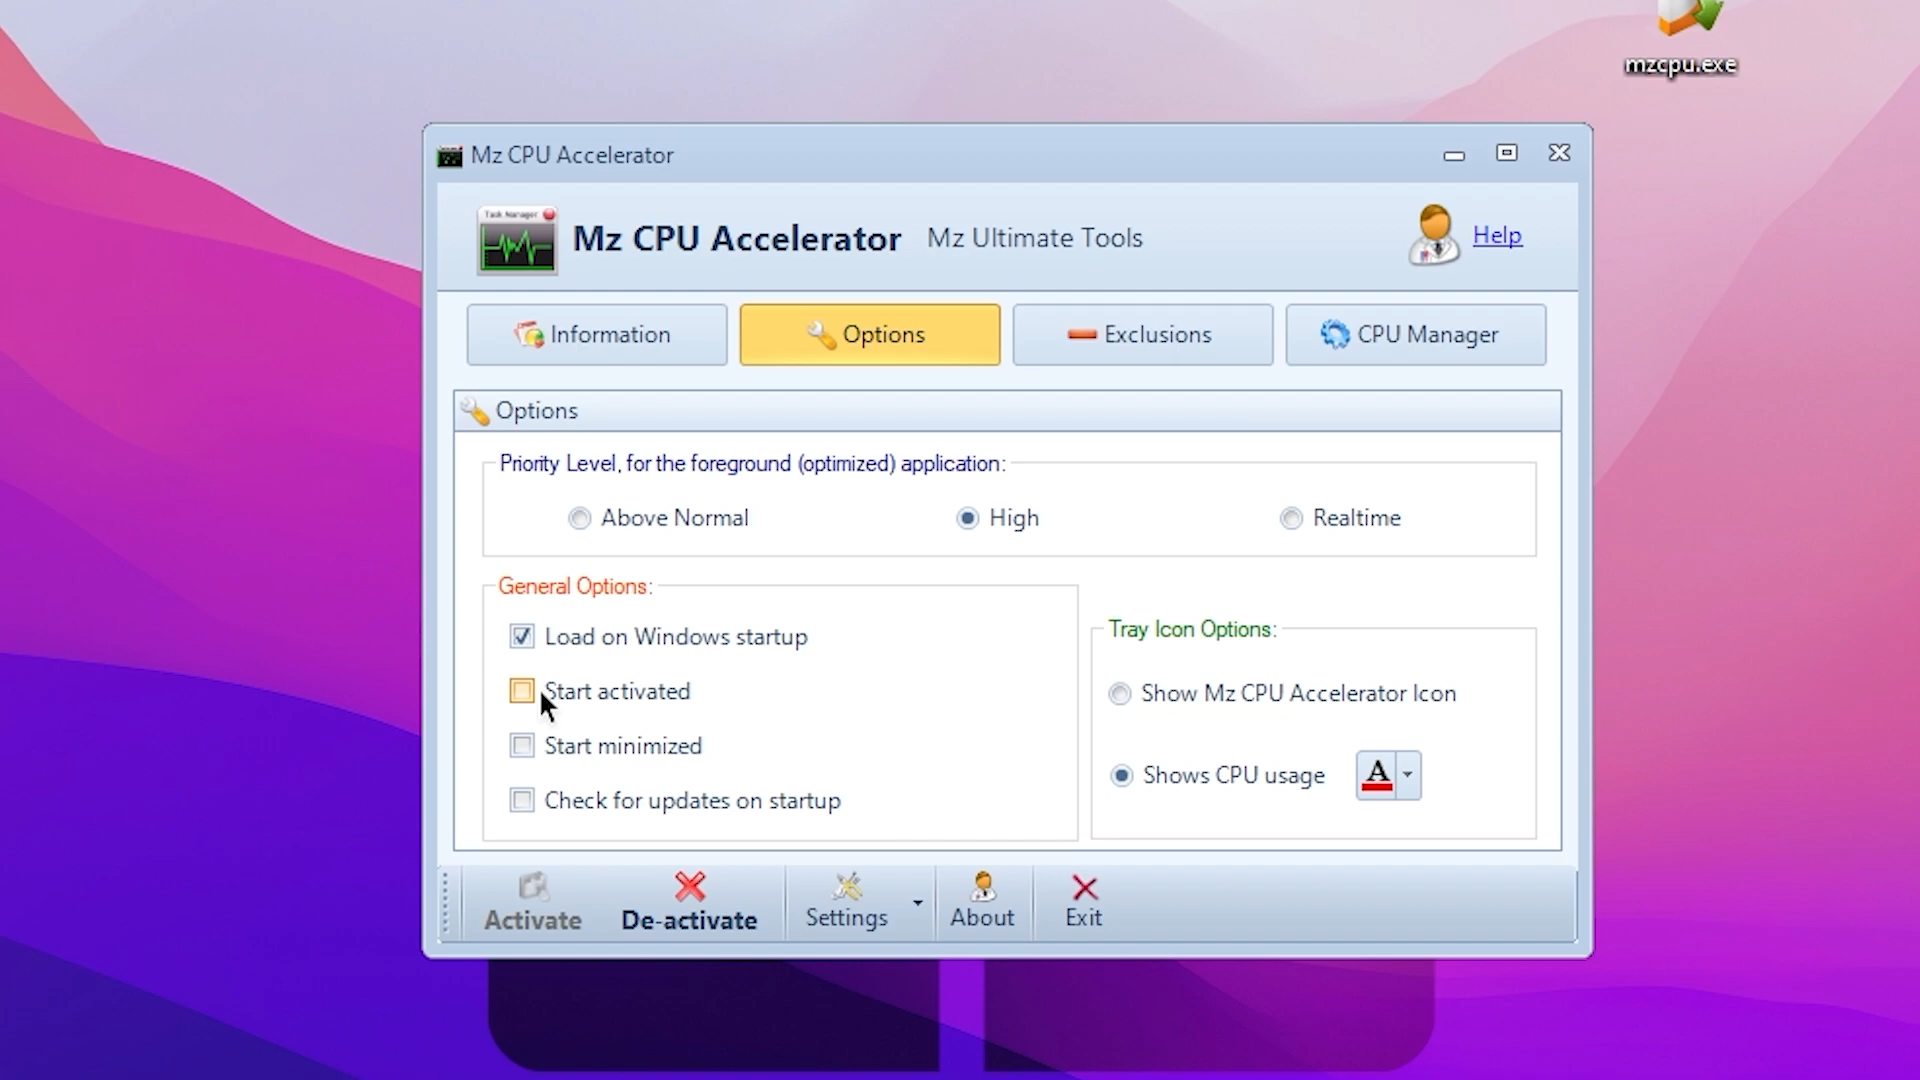 mzcpu.exe
Mz CPU Accelerator
Task Manager
Mz CPU Accelerator Mz Ultimate Tools Help
Information Options Exclusions CPU Manager
Options
Priority Level, for the foreground (optimized) application:
Above Normal High Realtime
General Options:
Load on Windows startup
Start activated
Start minimized
Check for updates on startup
Tray Icon Options:
Show Mz CPU Accelerator Icon
Shows CPU usage A
Activate De-activate Settings About Exit